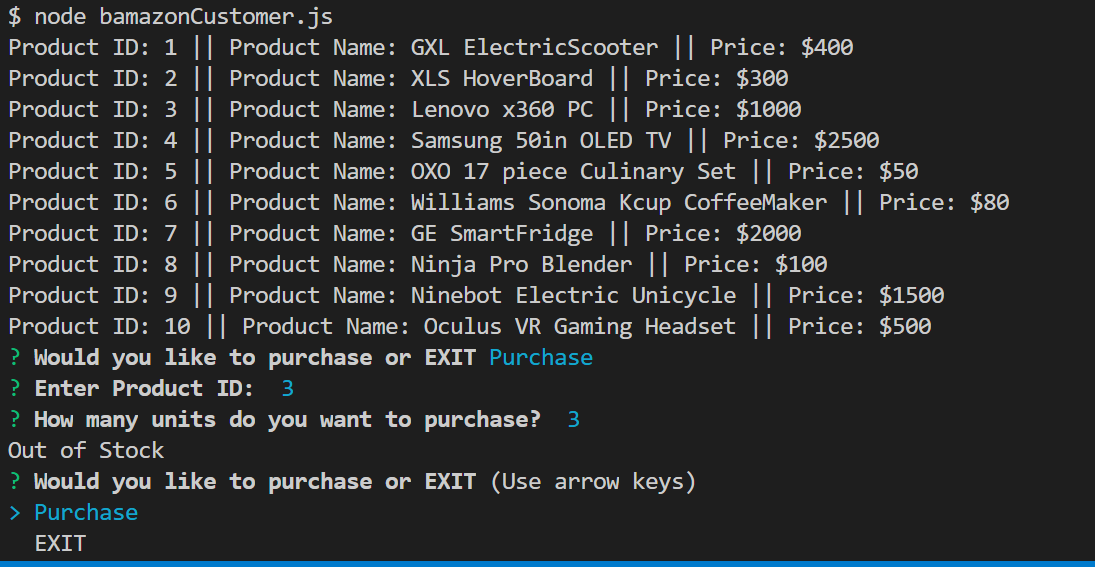 $ node bamazonCustomer.js
Product ID: 1 || Product Name: GXL ElectricScooter || Price: $400
Product ID: 2 || Product Name: XLS HoverBoard || Price: $300
Product ID: 3 || Product Name: Lenovo x360 PC || Price: $1000
Product ID: 4 || Product Name: Samsung 50in OLED TV || Price: $2500
Product ID: 5 || Product Name: OXO 17 piece Culinary Set || Price: $50
Product ID: 6 || Product Name: Williams Sonoma Kcup CoffeeMaker || Price: $80
Product ID: 7 || Product Name: GE SmartFridge || Price: $2000
Product ID: 8 || Product Name: Ninja Pro Blender || Price: $100
Product ID: 9 || Product Name: Ninebot Electric Unicycle || Price: $1500
Product ID: 10 || Product Name: Oculus VR Gaming Headset || Price: $500
? Would you like to purchase or EXIT Purchase
? Enter Product ID:  3
? How many units do you want to purchase?  3
Out of Stock
? Would you like to purchase or EXIT (Use arrow keys)
> Purchase
  EXIT